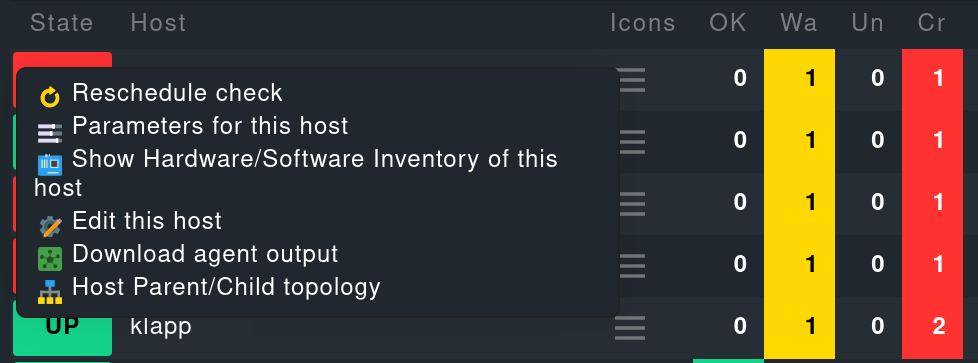 State Host Icons OK Wa Un Cr
0 1 0 1
Reschedule check
Parameters for this host
0 1 0 1
Show Hardware/Software Inventory of this
host
0 1 0 1
Edit this host
Download agent output
0 1 0 1
Host Parent/Child topology
UP klapp 0 1 0 2